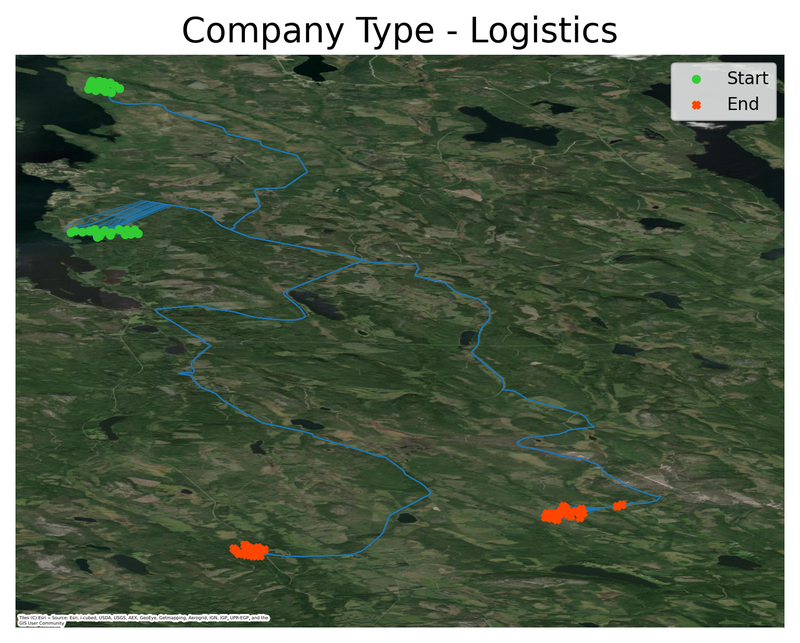 Company Type - Logistics
Start
End
Tiles (C) Esri -- Source: Esri, i-cubed, USDA, USGS, AEX, GeoEye, Getmapping, Aerogrid, IGN, IGP, UPR-EGP, and the
GIS User Community